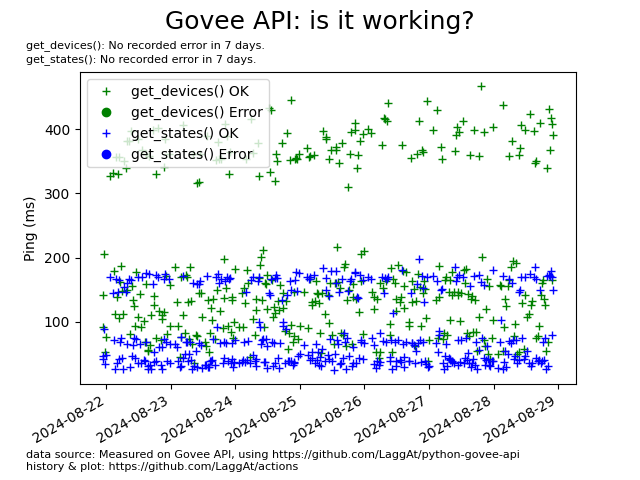 Govee API: is it working?
get_devices(): No recorded error in 7 days.
get_states(): No recorded error in 7 days.
get_devices() OK
get_devices() Error
get_states() OK
get_states() Error
Ping (ms)
400
300
200
100
2024-08-22
2024-08-23
2024-08-24
2024-08-25
2024-08-26
2024-08-27
2024-08-28
2024-08-29
data source: Measured on Govee API, using https://github.com/LaggAt/python-govee-api
history & plot: https://github.com/LaggAt/actions